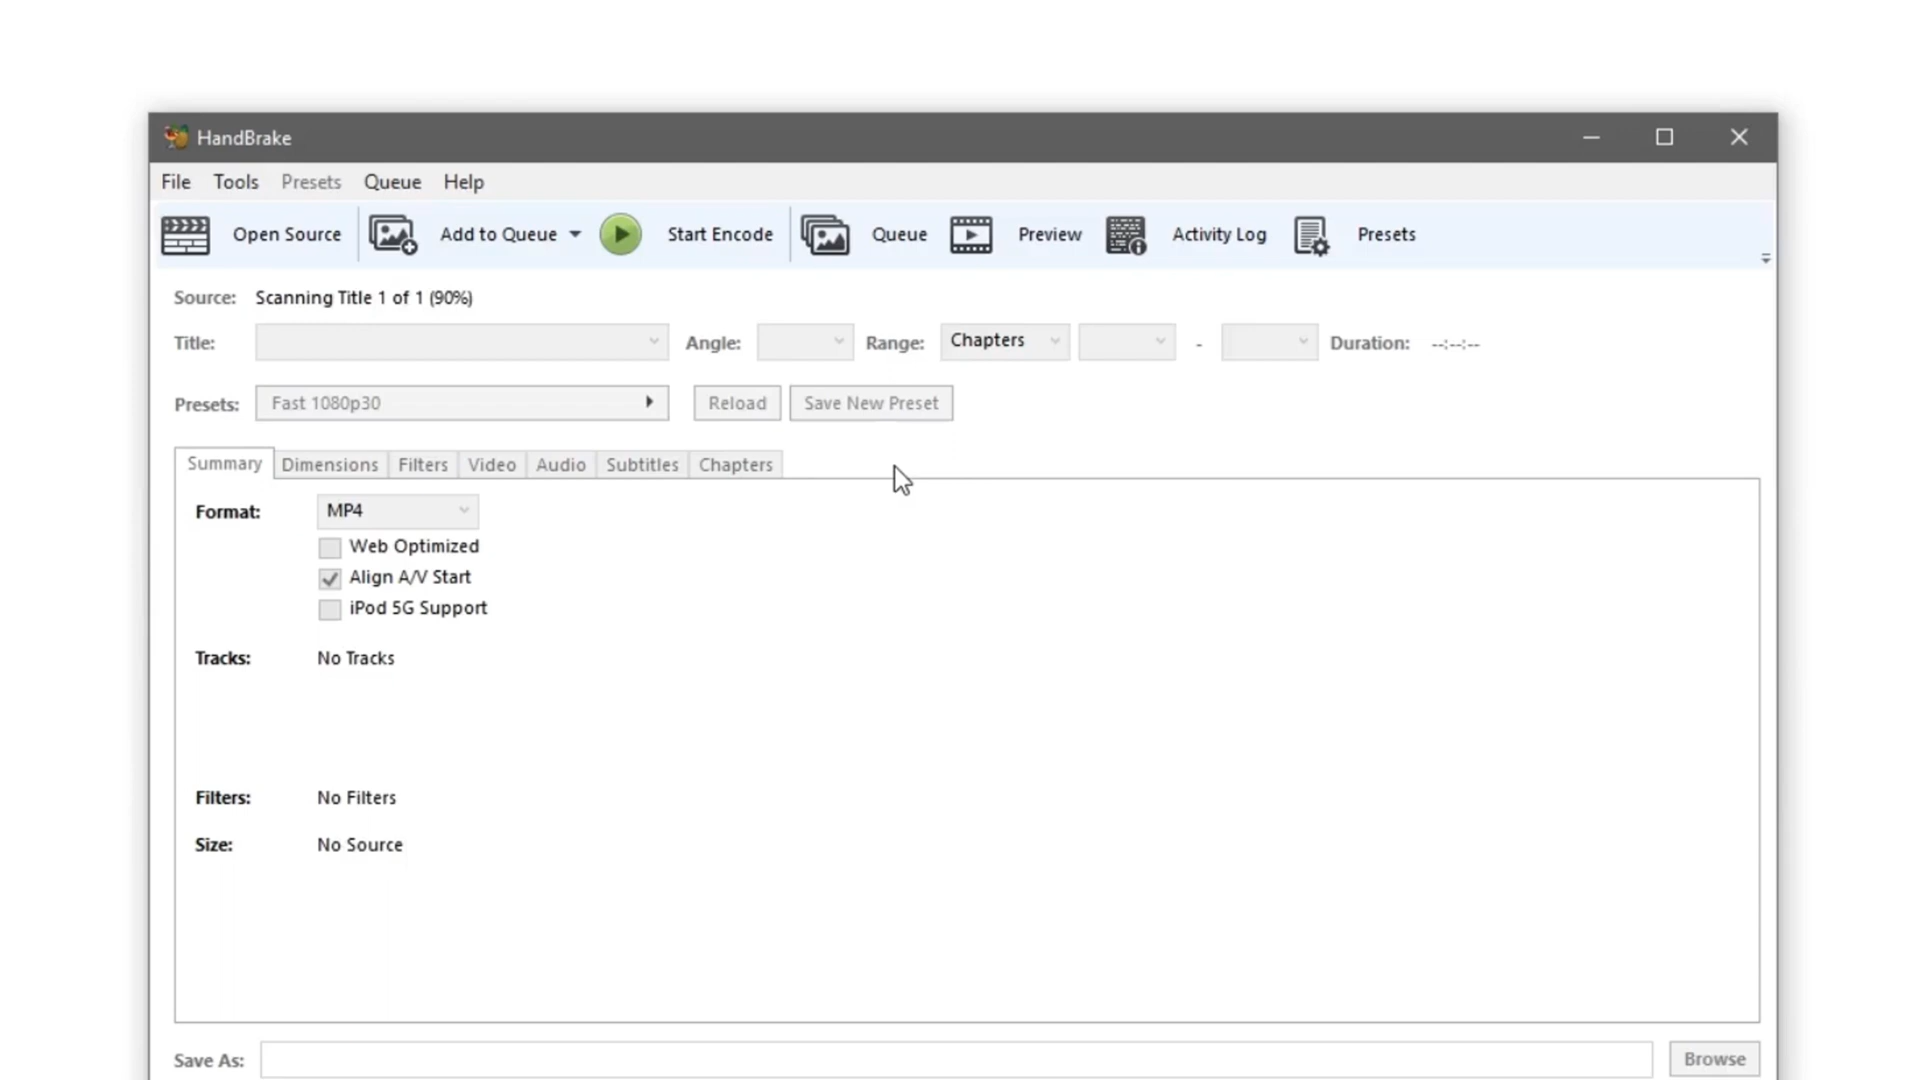 HandBrake
File Tools Presets Queue Help
Open Source Add to Queue Start Encode Queue Preview Activity Log Presets
Source: Scanning Title 1 of 1 (90%)
Title: Angle: Range: Chapters - Duration: --:--:--
Presets: Fast 1080p30 Reload Save New Preset
Summary Dimensions Filters Video Audio Subtitles Chapters
Format: MP4
Web Optimized
Align A/V Start
iPod 5G Support
Tracks: No Tracks
Filters: No Filters
Size: No Source
Save As: Browse